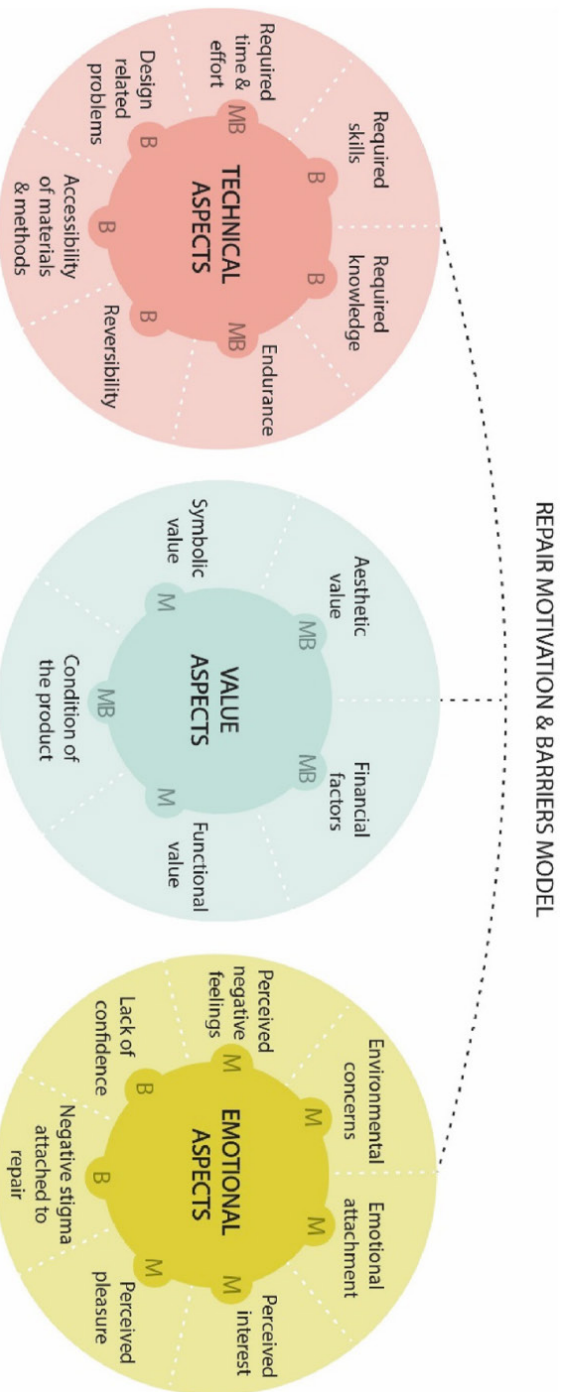 REPAIR MOTIVATION & BARRIERS MODEL
TECHNICAL
ASPECTS
Required
skills
B
Required
knowledge
B
Endurance
MB
Reversibility
B
Accessibility
of materials
& methods
B
Design
related
problems
B
Required
time &
effort
MB
VALUE
ASPECTS
Aesthetic
value
MB
Financial
factors
MB
Functional
value
M
Condition of
the product
MB
Symbolic
value
M
EMOTIONAL
ASPECTS
Environmental
concerns
M
Emotional
attachment
M
Perceived
interest
M
Perceived
pleasure
M
Negative stigma
attached to
repair
B
Lack of
confidence
B
Perceived
negative
feelings
M